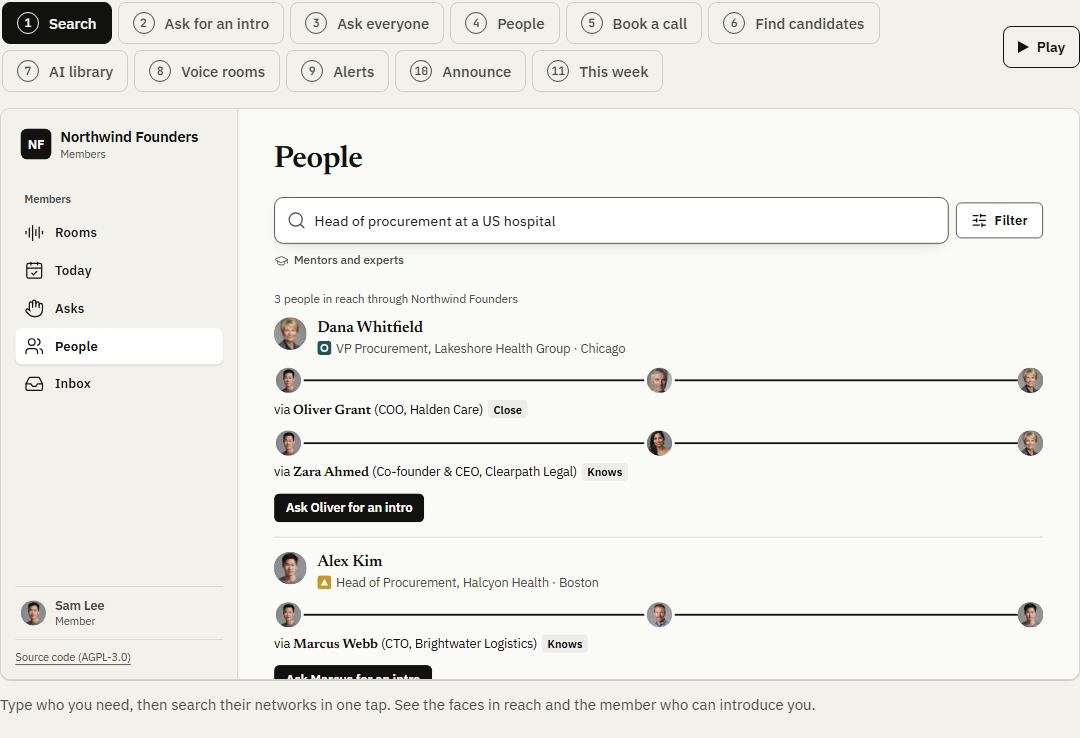 1 Search
2 Ask for an intro
3 Ask everyone
4 People
5 Book a call
6 Find candidates
7 AI library
8 Voice rooms
9 Alerts
10 Announce
11 This week
Play
NF
Northwind Founders
Members
Members
Rooms
Today
Asks
People
Inbox
Sam Lee
Member
Source code (AGPL-3.0)
People
Head of procurement at a US hospital
Filter
Mentors and experts
3 people in reach through Northwind Founders
Dana Whitfield
VP Procurement, Lakeshore Health Group · Chicago
via Oliver Grant (COO, Halden Care) Close
via Zara Ahmed (Co-founder & CEO, Clearpath Legal) Knows
Ask Oliver for an intro
Alex Kim
Head of Procurement, Halcyon Health · Boston
via Marcus Webb (CTO, Brightwater Logistics) Knows
Ask Marcus for an intro
Type who you need, then search their networks in one tap. See the faces in reach and the member who can introduce you.